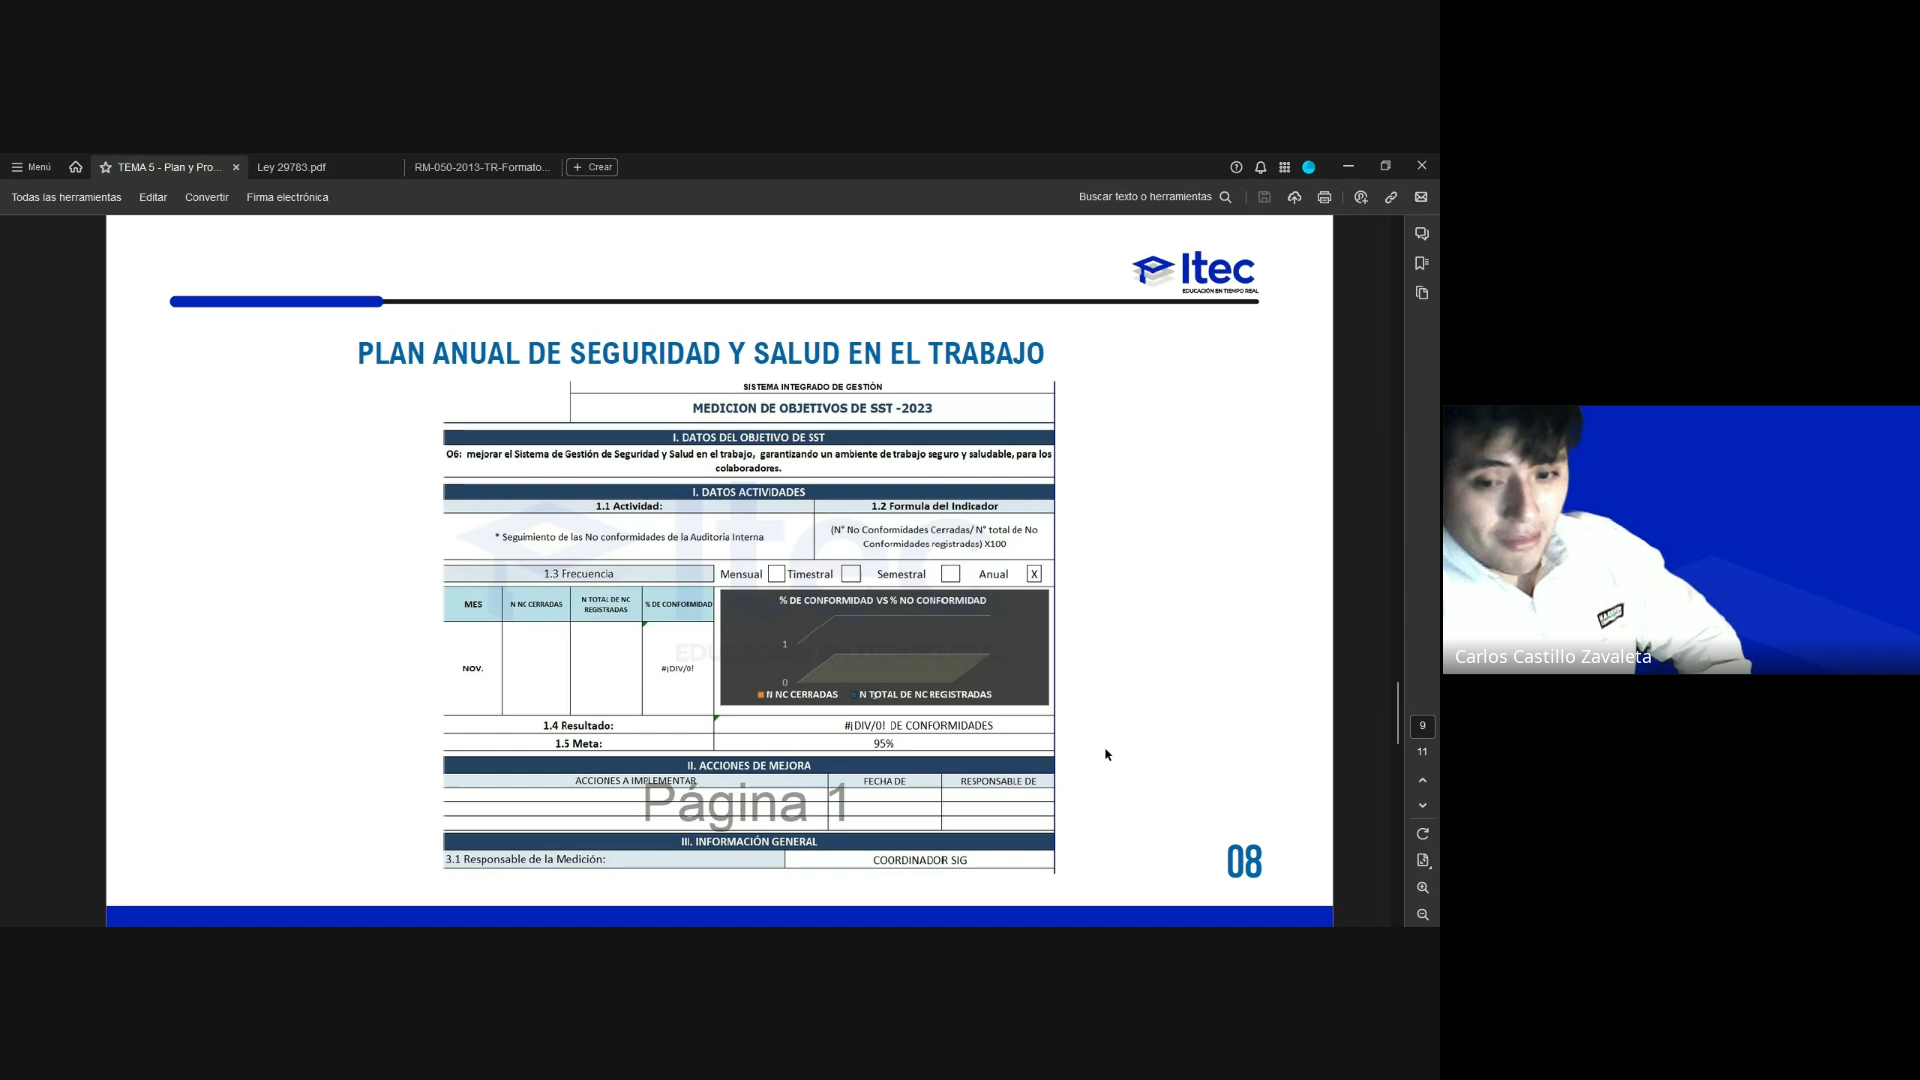 Menú
TEMA 5 - Plan y Pro...
Ley 29783.pdf
RM-050-2013-TR-Formato...
+ Crear
Todas las herramientas
Editar
Convertir
Firma electrónica
Buscar texto o herramientas
Itec
EDUCACIÓN EN TIEMPO REAL
PLAN ANUAL DE SEGURIDAD Y SALUD EN EL TRABAJO
SISTEMA INTEGRADO DE GESTIÓN
MEDICION DE OBJETIVOS DE SST -2023
I. DATOS DEL OBJETIVO DE SST
O6: mejorar el Sistema de Gestión de Seguridad y Salud en el trabajo, garantizando un ambiente de trabajo seguro y saludable, para los
colaboradores.
I. DATOS ACTIVIDADES
1.1 Actividad:
1.2 Formula del Indicador
* Seguimiento de las No conformidades de la Auditoria Interna
(N° No Conformidades Cerradas/ N° total de No
Conformidades registradas) X100
1.3 Frecuencia
Mensual
Timestral
Semestral
Anual
X
MES
N NC CERRADAS
N TOTAL DE NC
REGISTRADAS
% DE CONFORMIDAD
NOV.
#¡DIV/0!
% DE CONFORMIDAD VS % NO CONFORMIDAD
1
0
N NC CERRADAS
N TOTAL DE NC REGISTRADAS
1.4 Resultado:
#¡DIV/0! DE CONFORMIDADES
1.5 Meta:
95%
II. ACCIONES DE MEJORA
ACCIONES A IMPLEMENTAR
FECHA DE
RESPONSABLE DE
Página 1
III. INFORMACIÓN GENERAL
3.1 Responsable de la Medición:
COORDINADOR SIG
08
9
11
Carlos Castillo Zavaleta